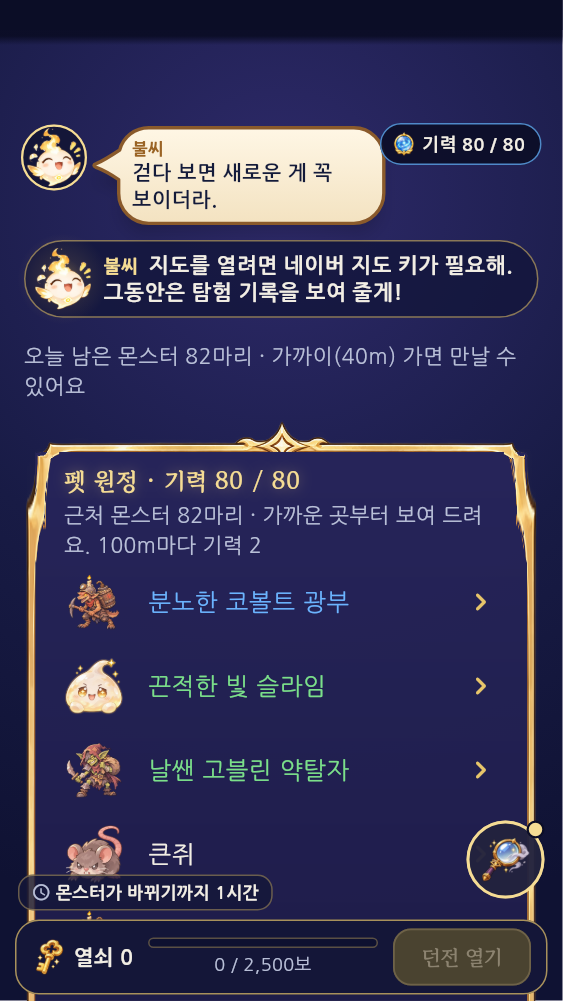 불씨
걷다 보면 새로운 게 꼭
보이더라.
기력 80 / 80
불씨 지도를 열려면 네이버 지도 키가 필요해.
그동안은 탐험 기록을 보여 줄게!
오늘 남은 몬스터 82마리 · 가까이(40m) 가면 만날 수
있어요
펫 원정 · 기력 80 / 80
근처 몬스터 82마리 · 가까운 곳부터 보여 드려
요. 100m마다 기력 2
분노한 코볼트 광부
끈적한 빛 슬라임
날쌘 고블린 약탈자
큰쥐
몬스터가 바뀌기까지 1시간
열쇠 0
0 / 2,500보
던전 열기